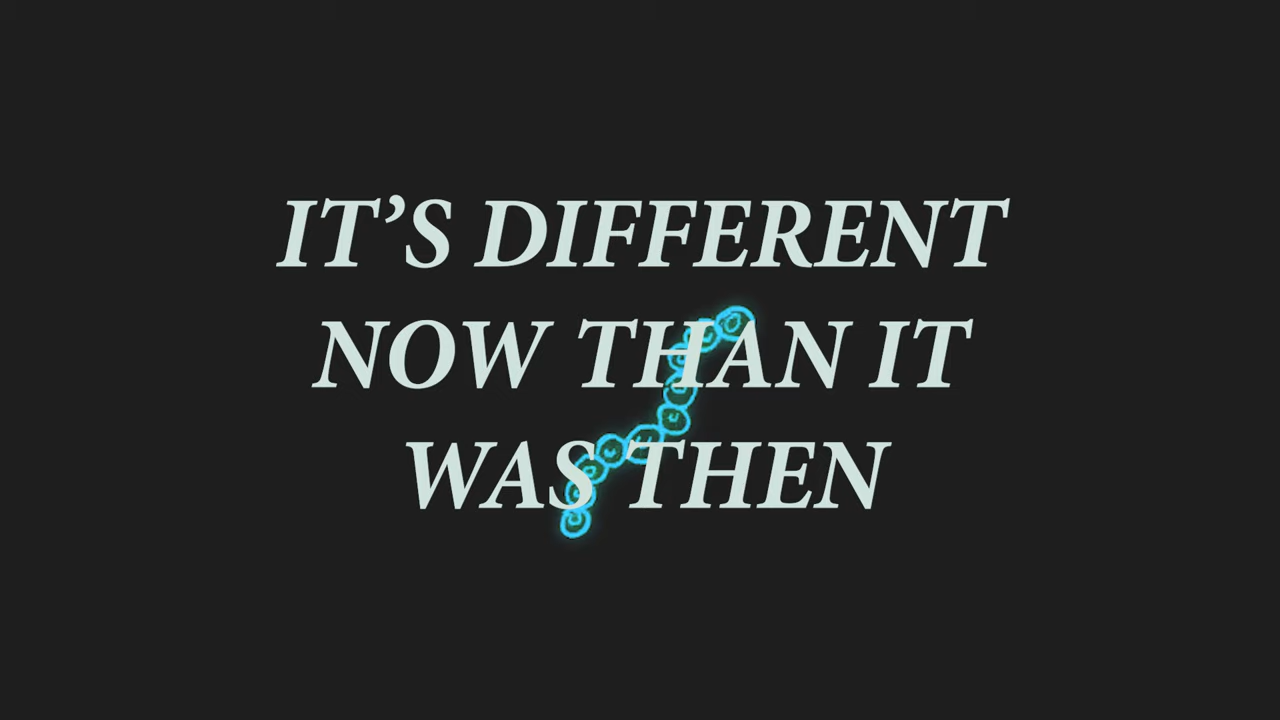 IT’S DIFFERENT
NOW THAN IT
WAS THEN